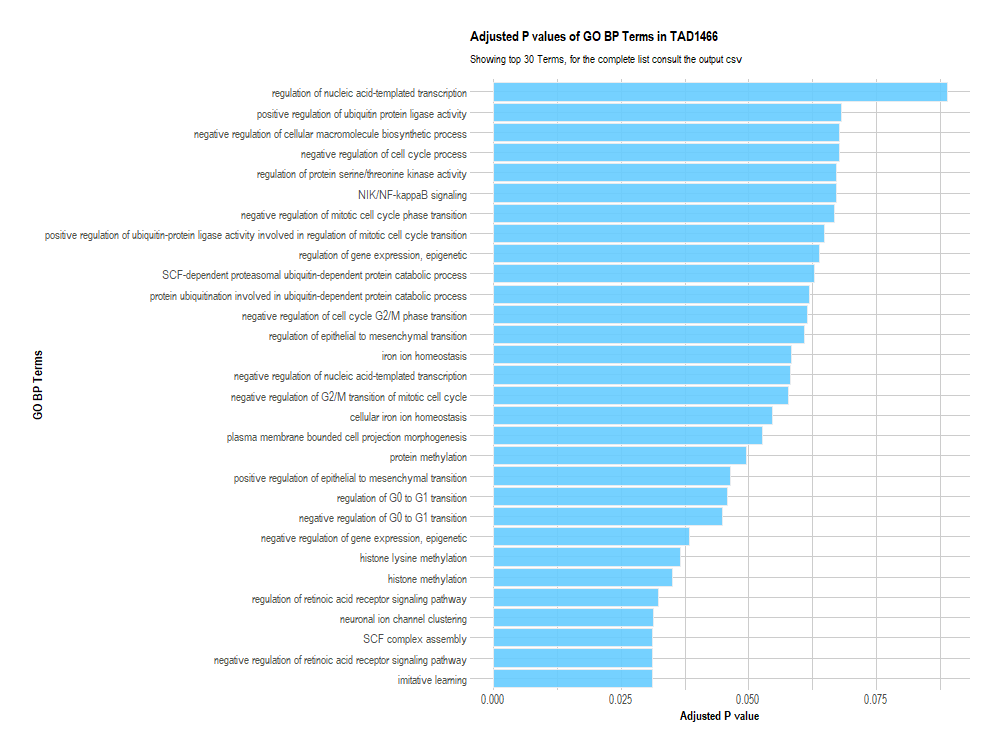 Adjusted P values of GO BP Terms in TAD1466
Showing top 30 Terms, for the complete list consult the output csv
regulation of nucleic acid-templated transcription
positive regulation of ubiquitin protein ligase activity
negative regulation of cellular macromolecule biosynthetic process
negative regulation of cell cycle process
regulation of protein serine/threonine kinase activity
NIK/NF-kappaB signaling
negative regulation of mitotic cell cycle phase transition
positive regulation of ubiquitin-protein ligase activity involved in regulation of mitotic cell cycle transition
regulation of gene expression, epigenetic
SCF-dependent proteasomal ubiquitin-dependent protein catabolic process
protein ubiquitination involved in ubiquitin-dependent protein catabolic process
negative regulation of cell cycle G2/M phase transition
regulation of epithelial to mesenchymal transition
iron ion homeostasis
negative regulation of nucleic acid-templated transcription
negative regulation of G2/M transition of mitotic cell cycle
cellular iron ion homeostasis
plasma membrane bounded cell projection morphogenesis
protein methylation
positive regulation of epithelial to mesenchymal transition
regulation of G0 to G1 transition
negative regulation of G0 to G1 transition
negative regulation of gene expression, epigenetic
histone lysine methylation
histone methylation
regulation of retinoic acid receptor signaling pathway
neuronal ion channel clustering
SCF complex assembly
negative regulation of retinoic acid receptor signaling pathway
imitative learning
GO BP Terms
0.000 0.025 0.050 0.075
Adjusted P value